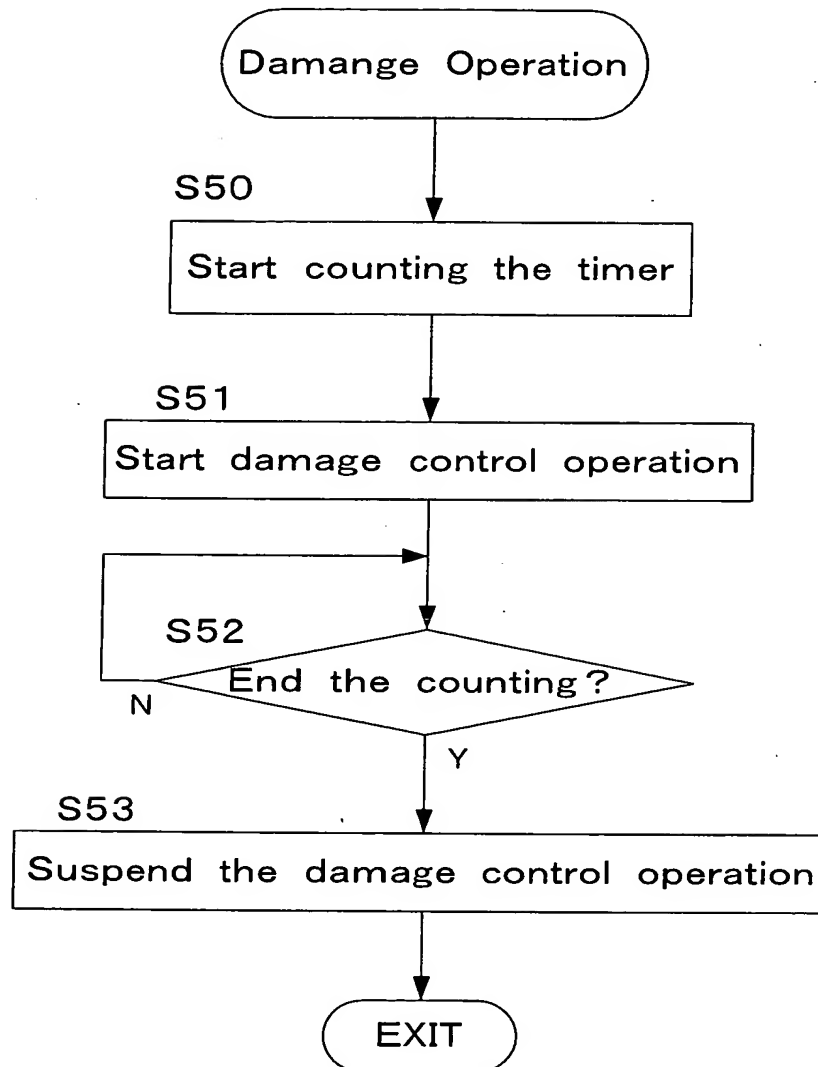 Damange Operation
S50
Start counting the timer
S51
Start damage control operation
S52
End the counting?
N
Y
S53
Suspend the damage control operation
EXIT